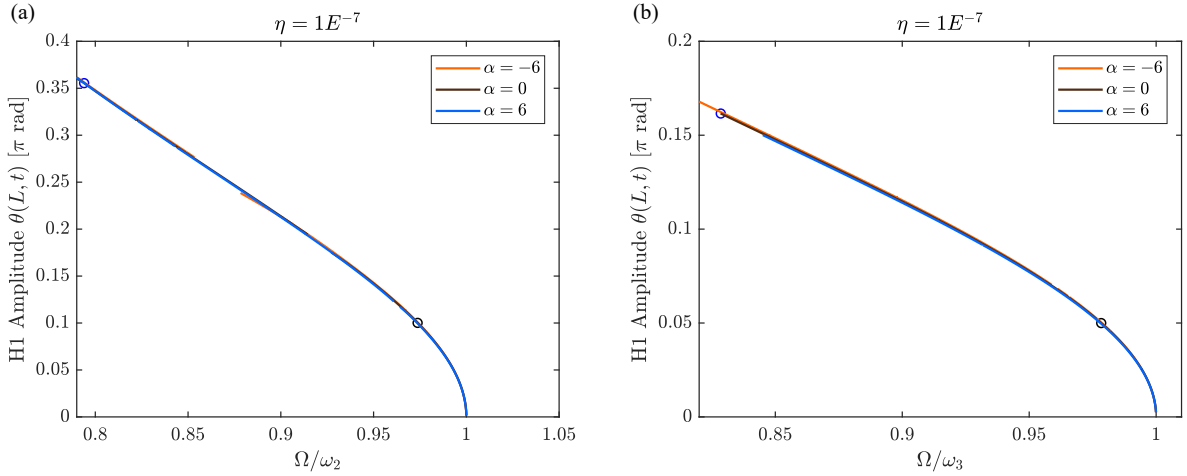 (a)
η = 1E⁻⁷
H1 Amplitude θ(L, t) [π rad]
0.4
0.35
0.3
0.25
0.2
0.15
0.1
0.05
0
α = −6
α = 0
α = 6
0.8 0.85 0.9 0.95 1 1.05
Ω/ω₂
(b)
η = 1E⁻⁷
H1 Amplitude θ(L, t) [π rad]
0.2
0.15
0.1
0.05
0
α = −6
α = 0
α = 6
0.85 0.9 0.95 1
Ω/ω₃